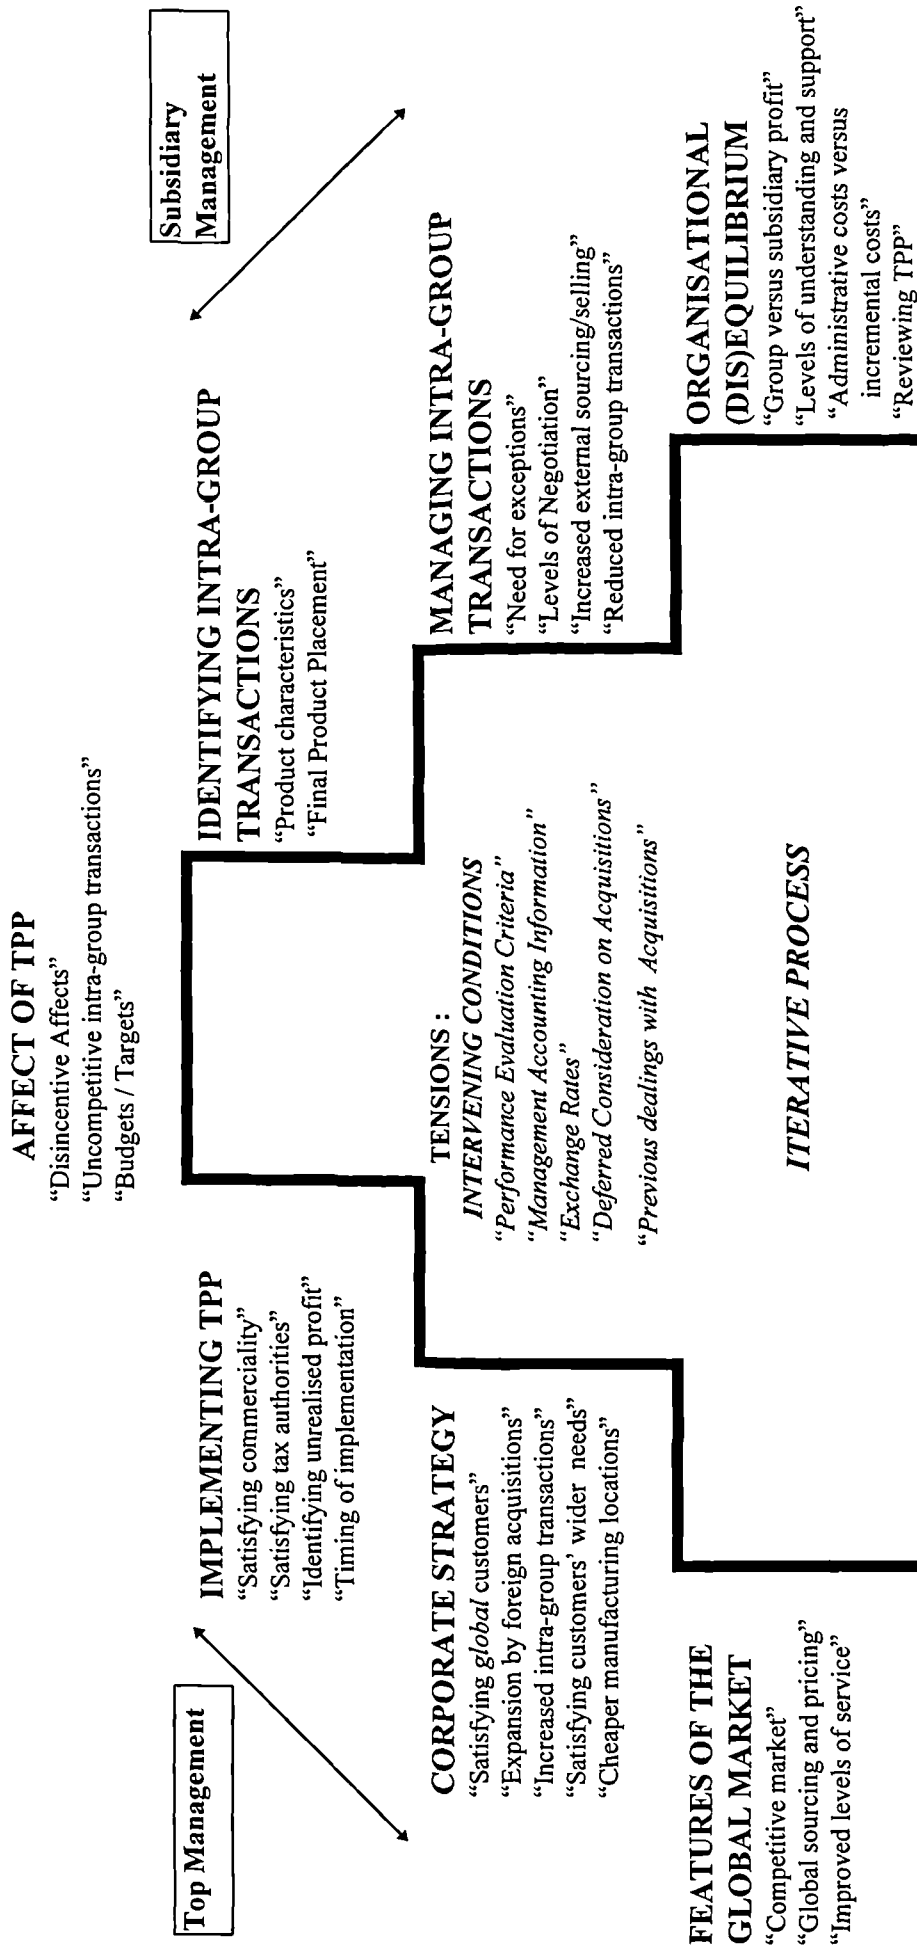 AFFECT OF TPP
“Disincentive Affects”
“Uncompetitive intra-group transactions”
“Budgets / Targets”
Top Management
Subsidiary
Management
IMPLEMENTING TPP
“Satisfying commerciality”
“Satisfying tax authorities”
“Identifying unrealised profit”
“Timing of implementation”
IDENTIFYING INTRA-GROUP
TRANSACTIONS
“Product characteristics”
“Final Product Placement”
CORPORATE STRATEGY
“Satisfying global customers”
“Expansion by foreign acquisitions”
“Increased intra-group transactions”
“Satisfying customers’ wider needs”
“Cheaper manufacturing locations”
TENSIONS :
INTERVENING CONDITIONS
“Performance Evaluation Criteria”
“Management Accounting Information”
“Exchange Rates”
“Deferred Consideration on Acquisitions”
“Previous dealings with Acquisitions”
MANAGING INTRA-GROUP
TRANSACTIONS
“Need for exceptions”
“Levels of Negotiation”
“Increased external sourcing/selling”
“Reduced intra-group transactions”
FEATURES OF THE
GLOBAL MARKET
“Competitive market”
“Global sourcing and pricing”
“Improved levels of service”
ITERATIVE PROCESS
ORGANISATIONAL
(DIS)EQUILIBRIUM
“Group versus subsidiary profit”
“Levels of understanding and support”
“Administrative costs versus
incremental costs”
“Reviewing TPP”